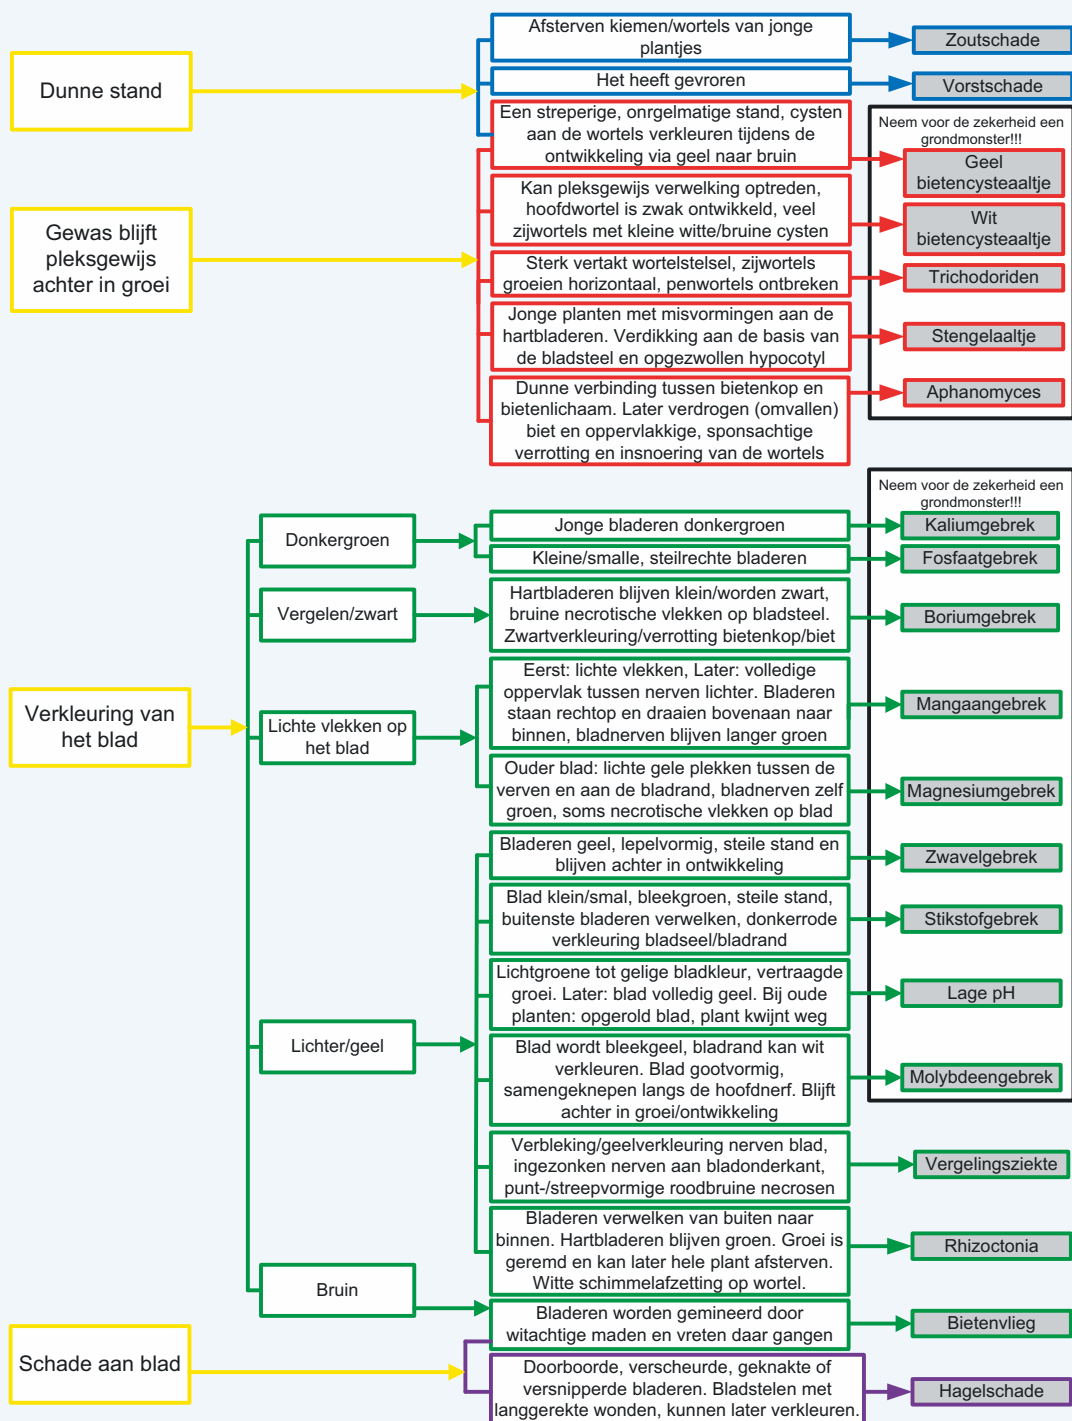 Dunne stand
Afsterven kiemen/wortels van jonge
plantjes
Zoutschade
Het heeft gevroren
Vorstschade
Een streperige, onrgelmatige stand, cysten
aan de wortels verkleuren tijdens de
ontwikkeling via geel naar bruin
Neem voor de zekerheid een
grondmonster!!!
Geel
bietencysteaaltje
Gewas blijft
pleksgewijs
achter in groei
Kan pleksgewijs verwelking optreden,
hoofdwortel is zwak ontwikkeld, veel
zijwortels met kleine witte/bruine cysten
Wit
bietencysteaaltje
Sterk vertakt wortelstelsel, zijwortels
groeien horizontaal, penwortels ontbreken
Trichodoriden
Jonge planten met misvormingen aan de
hartbladeren. Verdikking aan de basis van
de bladsteel en opgezwollen hypocotyl
Stengelaaltje
Dunne verbinding tussen bietenkop en
bietenlichaam. Later verdrogen (omvallen)
biet en oppervlakkige, sponsachtige
verrotting en insnoering van de wortels
Aphanomyces
Neem voor de zekerheid een
grondmonster!!!
Verkleuring van
het blad
Donkergroen
Jonge bladeren donkergroen
Kaliumgebrek
Kleine/smalle, steilrechte bladeren
Fosfaatgebrek
Vergelen/zwart
Hartbladeren blijven klein/worden zwart,
bruine necrotische vlekken op bladsteel.
Zwartverkleuring/verrotting bietenkop/biet
Boriumgebrek
Lichte vlekken op
het blad
Eerst: lichte vlekken, Later: volledige
oppervlak tussen nerven lichter. Bladeren
staan rechtop en draaien bovenaan naar
binnen, bladnerven blijven langer groen
Mangaangebrek
Ouder blad: lichte gele plekken tussen de
verven en aan de bladrand, bladnerven zelf
groen, soms necrotische vlekken op blad
Magnesiumgebrek
Lichter/geel
Bladeren geel, lepelvormig, steile stand en
blijven achter in ontwikkeling
Zwavelgebrek
Blad klein/smal, bleekgroen, steile stand,
buitenste bladeren verwelken, donkerrode
verkleuring bladseel/bladrand
Stikstofgebrek
Lichtgroene tot gelige bladkleur, vertraagde
groei. Later: blad volledig geel. Bij oude
planten: opgerold blad, plant kwijnt weg
Lage pH
Blad wordt bleekgeel, bladrand kan wit
verkleuren. Blad gootvormig,
samengeknepen langs de hoofdnerf. Blijft
achter in groei/ontwikkeling
Molybdeengebrek
Verbleking/geelverkleuring nerven blad,
ingezonken nerven aan bladonderkant,
punt-/streepvormige roodbruine necrosen
Vergelingsziekte
Bladeren verwelken van buiten naar
binnen. Hartbladeren blijven groen. Groei is
geremd en kan later hele plant afsterven.
Witte schimmelafzetting op wortel.
Rhizoctonia
Bruin
Bladeren worden gemineerd door
witachtige maden en vreten daar gangen
Bietenvlieg
Schade aan blad
Doorboorde, verscheurde, geknakte of
versnipperde bladeren. Bladstelen met
langgerekte wonden, kunnen later verkleuren.
Hagelschade